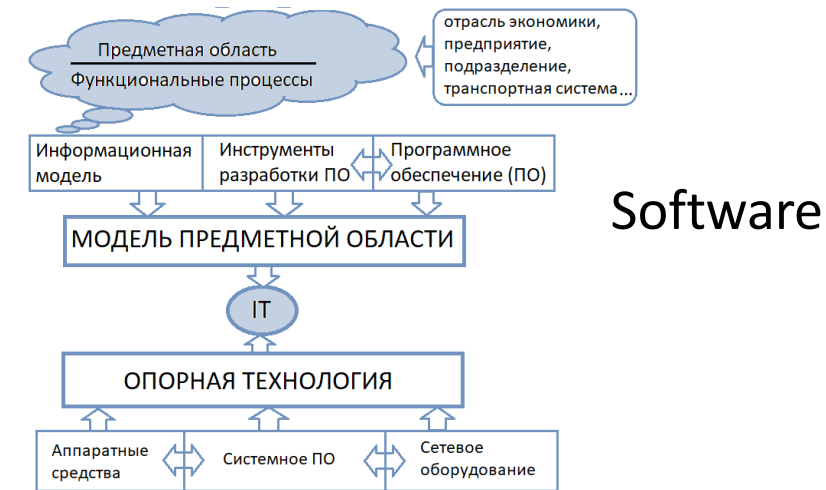 Предметная область
Функциональные процессы
отрасль экономики,
предприятие,
подразделение,
транспортная система...
Информационная
модель
Инструменты
разработки ПО
Программное
обеспечение (ПО)
Software
МОДЕЛЬ ПРЕДМЕТНОЙ ОБЛАСТИ
IT
ОПОРНАЯ ТЕХНОЛОГИЯ
Аппаратные
средства
Системное ПО
Сетевое
оборудование